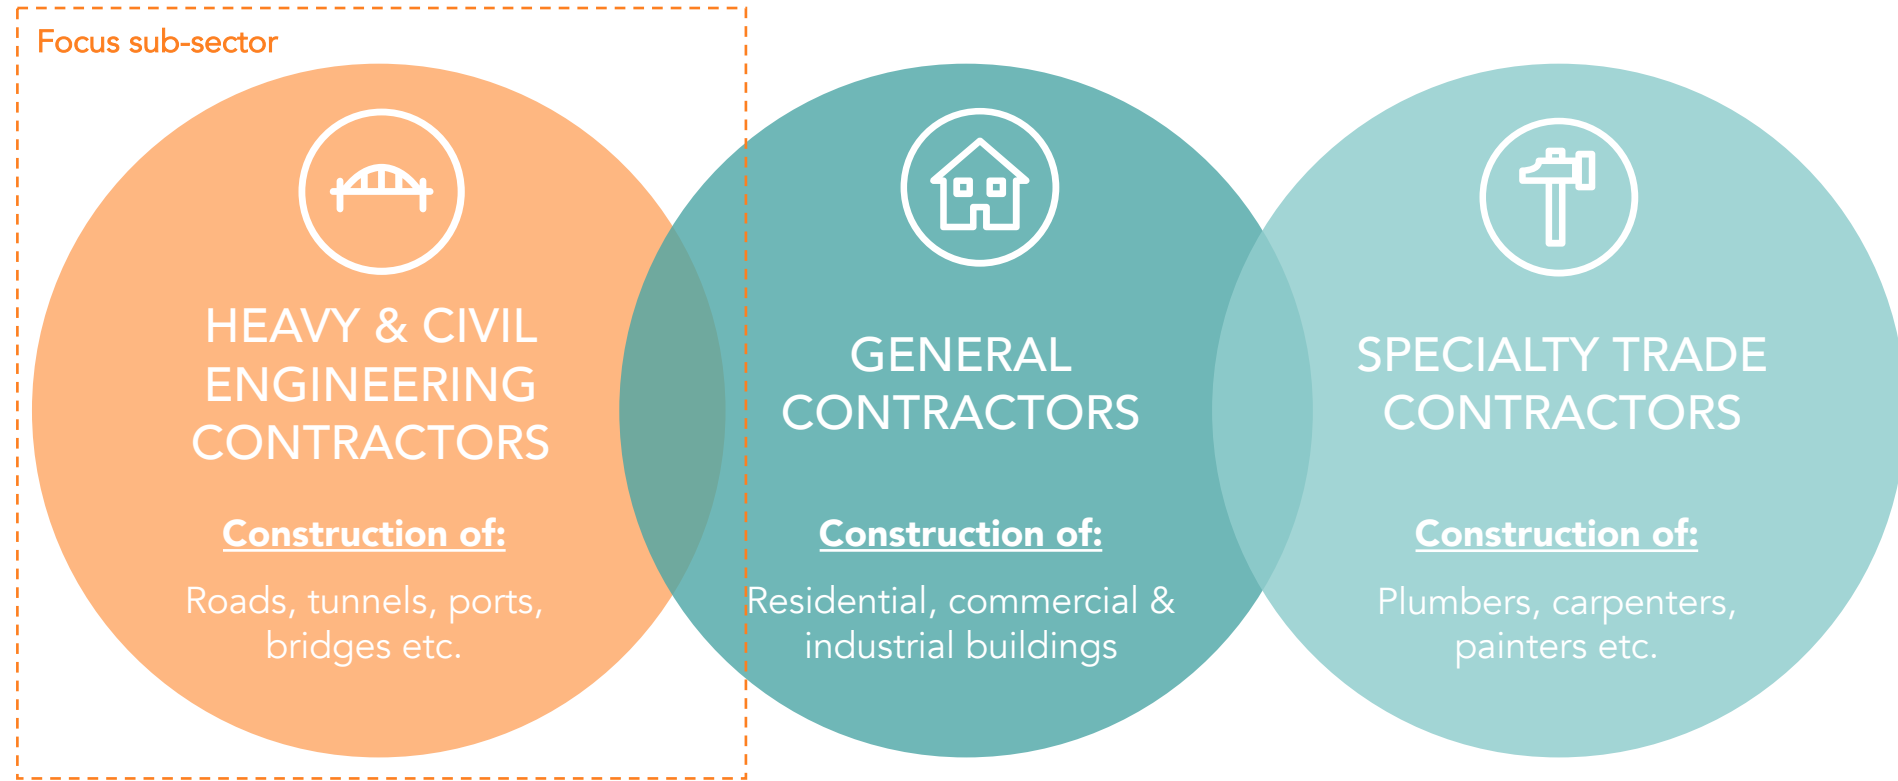 Focus sub-sector
HEAVY & CIVIL
ENGINEERING
CONTRACTORS
Construction of:
Roads, tunnels, ports,
bridges etc.
GENERAL
CONTRACTORS
Construction of:
Residential, commercial &
industrial buildings
SPECIALTY TRADE
CONTRACTORS
Construction of:
Plumbers, carpenters,
painters etc.